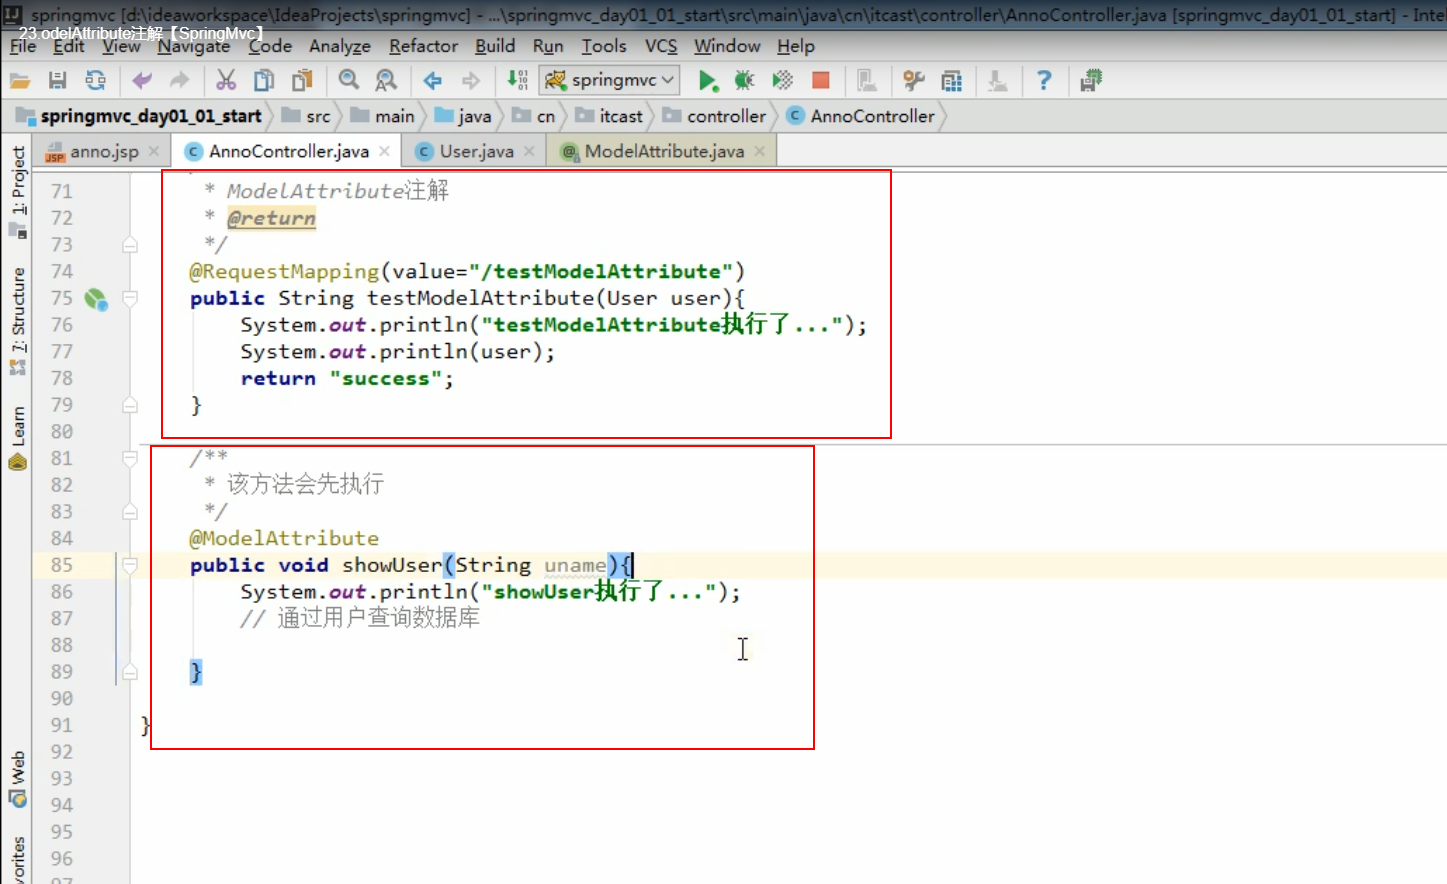 springmvc [d:\ideaworkspace\IdeaProjects\springmvc] - ...\springmvc_day01_01_start\src\main\java\cn\itcast\controller\AnnoController.java [springmvc_day01_01_start] - Inte
23.odelAttribute注解【SpringMvc】
File Edit View Navigate Code Analyze Refactor Build Run Tools VCS Window Help
springmvc
springmvc_day01_01_start src main java cn itcast controller AnnoController
anno.jsp AnnoController.java User.java ModelAttribute.java
1: Project
7: Structure
Learn
Web
vorites
71 * ModelAttribute注解
72 * @return
73 */
74 @RequestMapping(value="/testModelAttribute")
75 public String testModelAttribute(User user){
76 System.out.println("testModelAttribute执行了...");
77 System.out.println(user);
78 return "success";
79 }
80
81 /**
82 * 该方法会先执行
83 */
84 @ModelAttribute
85 public void showUser(String uname){
86 System.out.println("showUser执行了...");
87 // 通过用户查询数据库
88
89 }
90
91 }
92
93
94
95
96
97